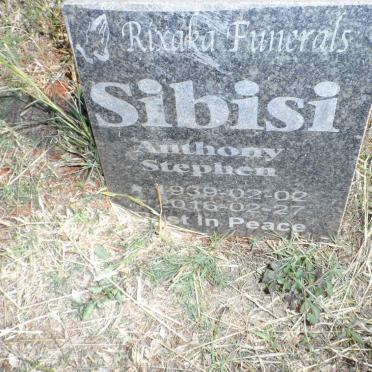 Rixaka Funerals
Sibisi
Anthony
Stephen
1939-02-02
2016-02-27
Rest In Peace